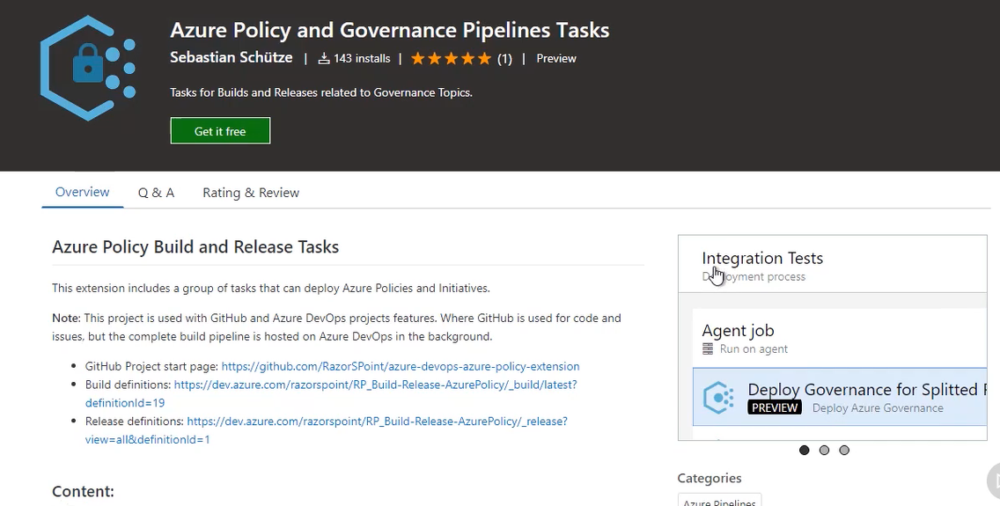 Azure Policy and Governance Pipelines Tasks
Sebastian Schütze | 143 installs | (1) | Preview
Tasks for Builds and Releases related to Governance Topics.
Get it free
Overview Q & A Rating & Review
Azure Policy Build and Release Tasks
This extension includes a group of tasks that can deploy Azure Policies and Initiatives.
Note: This project is used with GitHub and Azure DevOps projects features. Where GitHub is used for code and
issues, but the complete build pipeline is hosted on Azure DevOps in the background.
• GitHub Project start page: https://github.com/RazorSPoint/azure-devops-azure-policy-extension
• Build definitions: https://dev.azure.com/razorspoint/RP_Build-Release-AzurePolicy/_build/latest?
definitionId=19
• Release definitions: https://dev.azure.com/razorspoint/RP_Build-Release-AzurePolicy/_release?
view=all&definitionId=1
Content:
Integration Tests
Deployment process
Agent job
Run on agent
Deploy Governance for Splitted
PREVIEW Deploy Azure Governance
Categories
Azure Pipelines